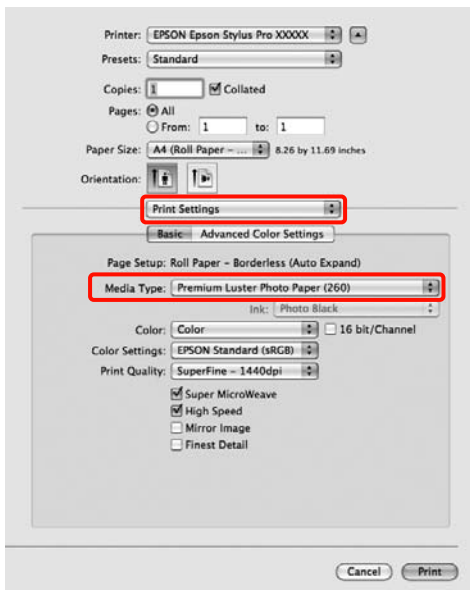 Printer: EPSON Epson Stylus Pro XXXXX
Presets: Standard
Copies: 1 Collated
Pages: All
From: 1 to: 1
Paper Size: A4 (Roll Paper - ... 8.26 by 11.69 inches
Orientation:
Print Settings
Basic Advanced Color Settings
Page Setup: Roll Paper - Borderless (Auto Expand)
Media Type: Premium Luster Photo Paper (260)
Ink: Photo Black
Color: Color 16 bit/Channel
Color Settings: EPSON Standard (sRGB)
Print Quality: SuperFine - 1440dpi
Super MicroWeave
High Speed
Mirror Image
Finest Detail
Cancel Print